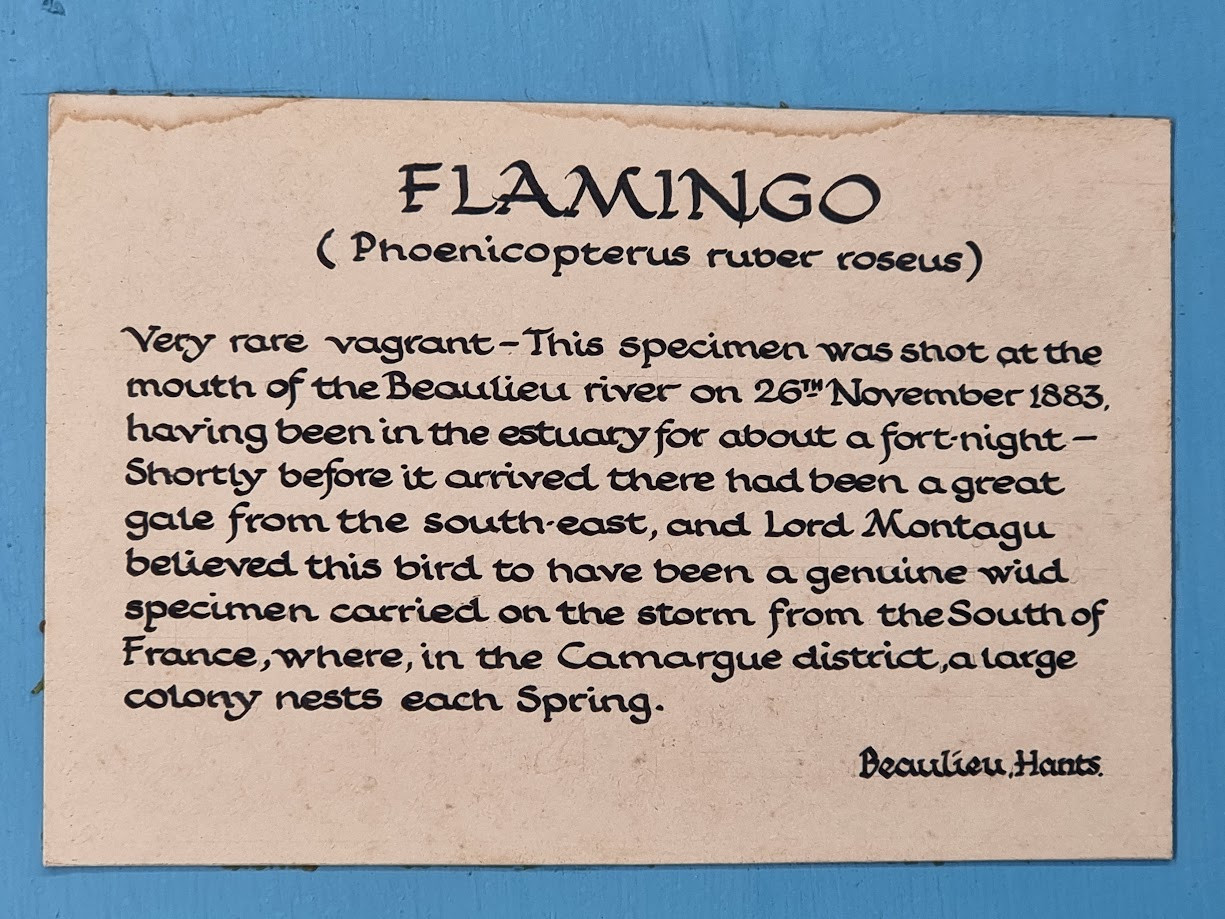 FLAMINGO
( Phoenicopterus ruber roseus)
Very rare vagrant – This specimen was shot at the
mouth of the Beaulieu river on 26TH November 1883,
having been in the estuary for about a fort-night –
Shortly before it arrived there had been a great
gale from the south-east, and Lord Montagu
believed this bird to have been a genuine wild
specimen carried on the storm from the South of
France, where, in the Camargue district, a large
colony nests each Spring.
Beaulieu, Hants.